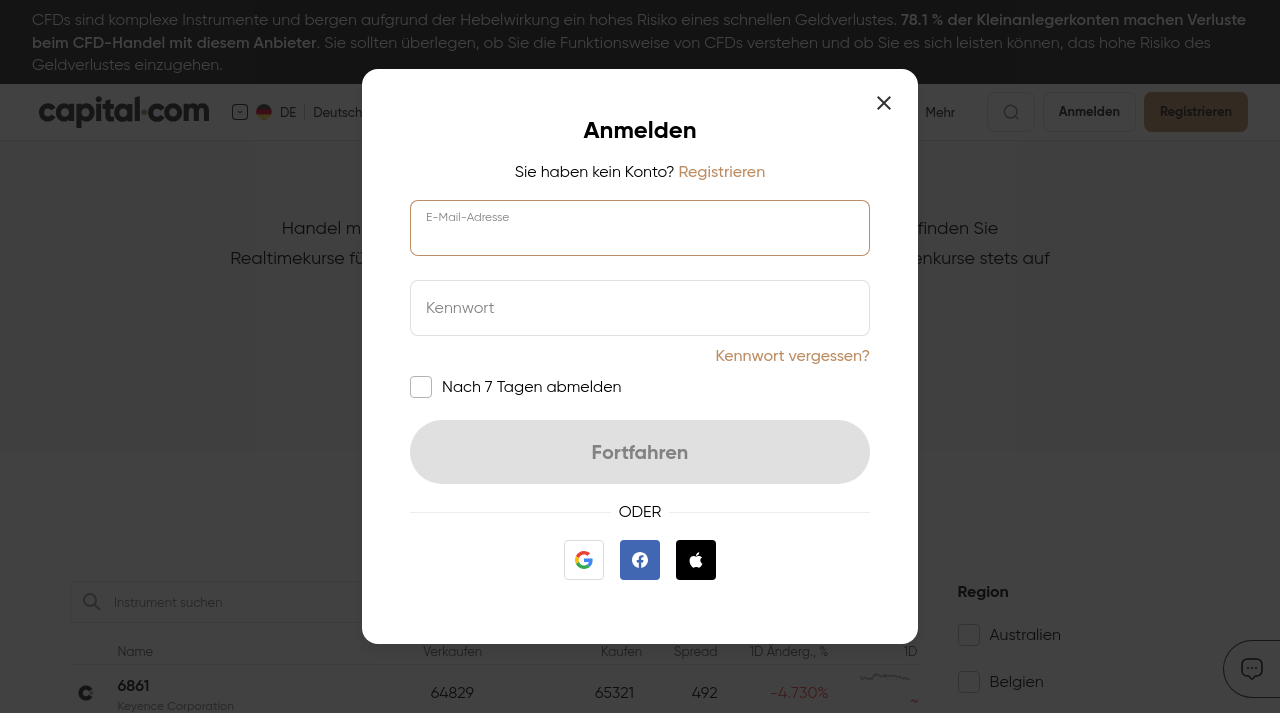 CFDs sind komplexe Instrumente und bergen aufgrund der Hebelwirkung ein hohes Risiko eines schnellen Geldverlustes. 78.1 % der Kleinanlegerkonten machen Verluste
beim CFD-Handel mit diesem Anbieter. Sie sollten überlegen, ob Sie die Funktionsweise von CFDs verstehen und ob Sie es sich leisten können, das hohe Risiko des
Geldverlustes einzugehen.
capital.com DE Deutsch Mehr Anmelden Registrieren
Anmelden
Sie haben kein Konto? Registrieren
E-Mail-Adresse
Handel finden Sie
Realtimekurse stets auf
Kennwort
Kennwort vergessen?
Nach 7 Tagen abmelden
Fortfahren
ODER
Instrument suchen
Region
Australien
Belgien
Name Verkaufen Kaufen Spread 1D Änderg., % 1D
6861 64829 65321 492 -4.730%
Keyence Corporation